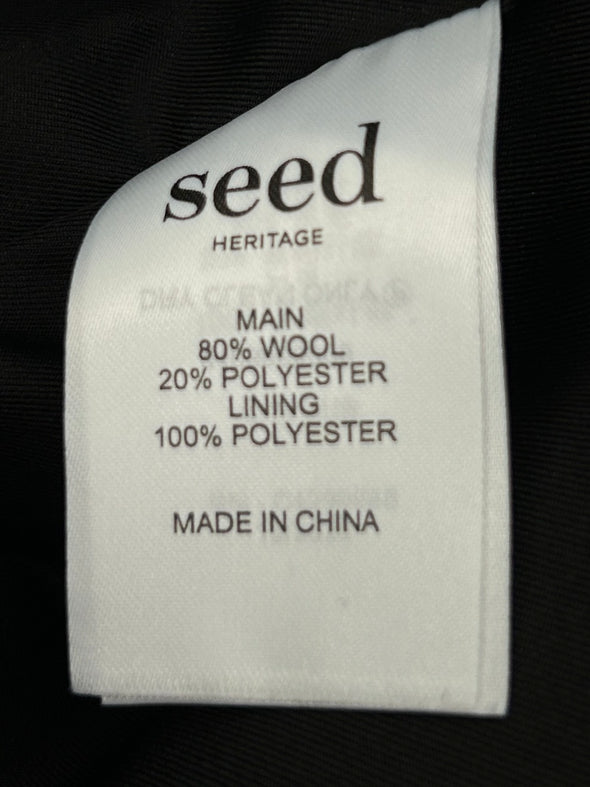 seed
HERITAGE
MAIN
80% WOOL
20% POLYESTER
LINING
100% POLYESTER
MADE IN CHINA